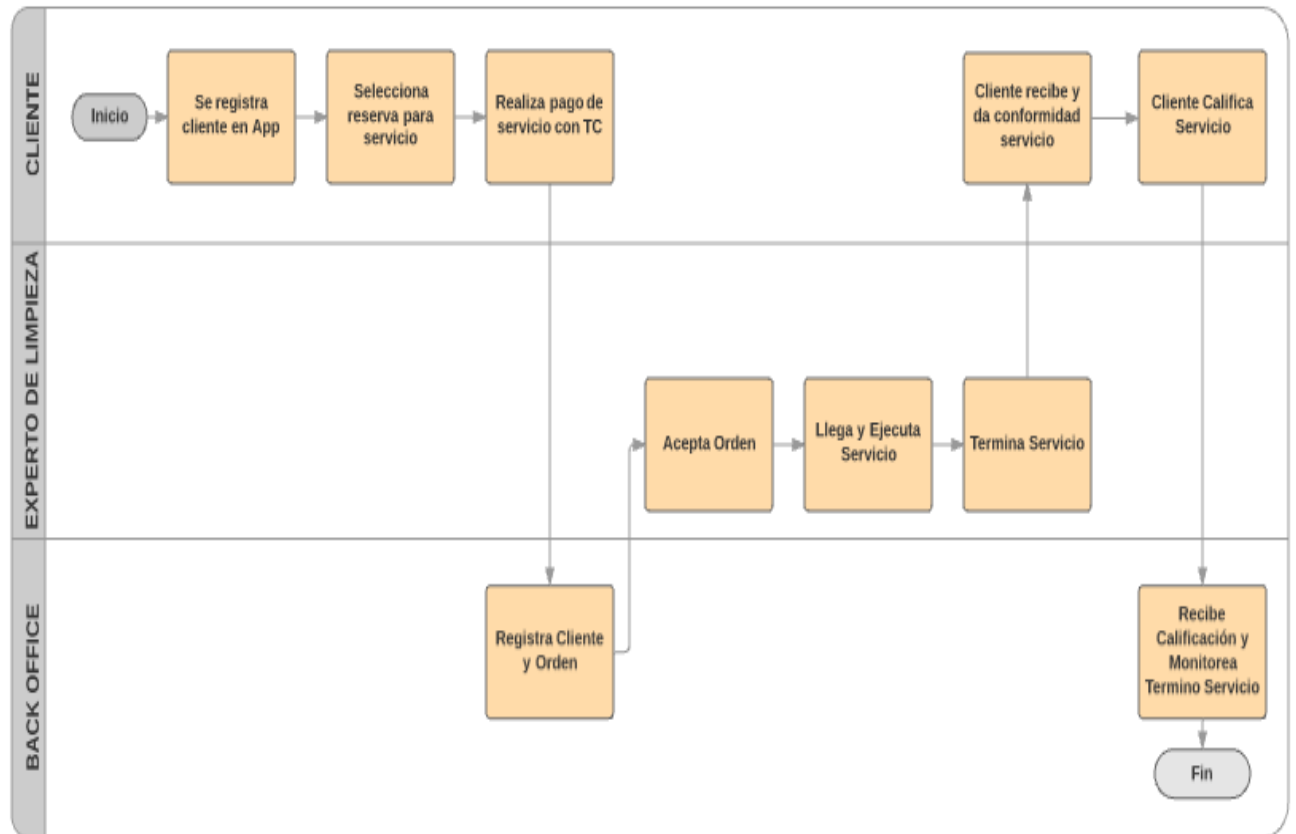 CLIENTE
Inicio
Se registra
cliente en App
Selecciona
reserva para
servicio
Realiza pago de
servicio con TC
Cliente recibe y
da conformidad
servicio
Cliente Califica
Servicio
EXPERTO DE LIMPIEZA
Acepta Orden
Llega y Ejecuta
Servicio
Termina Servicio
BACK OFFICE
Registra Cliente
y Orden
Recibe
Calificación y
Monitorea
Termino Servicio
Fin